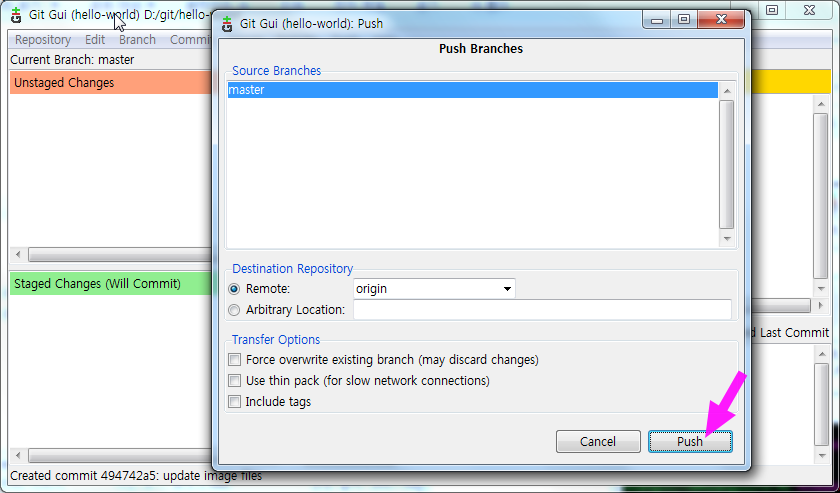 Git Gui (hello-world) D:/git/hello-
Repository Edit Branch Commi
Current Branch: master
Unstaged Changes
Staged Changes (Will Commit)
d Last Commit
Created commit 494742a5: update image files
Git Gui (hello-world): Push
Push Branches
Source Branches
master
Destination Repository
Remote: origin
Arbitrary Location:
Transfer Options
Force overwrite existing branch (may discard changes)
Use thin pack (for slow network connections)
Include tags
Cancel Push